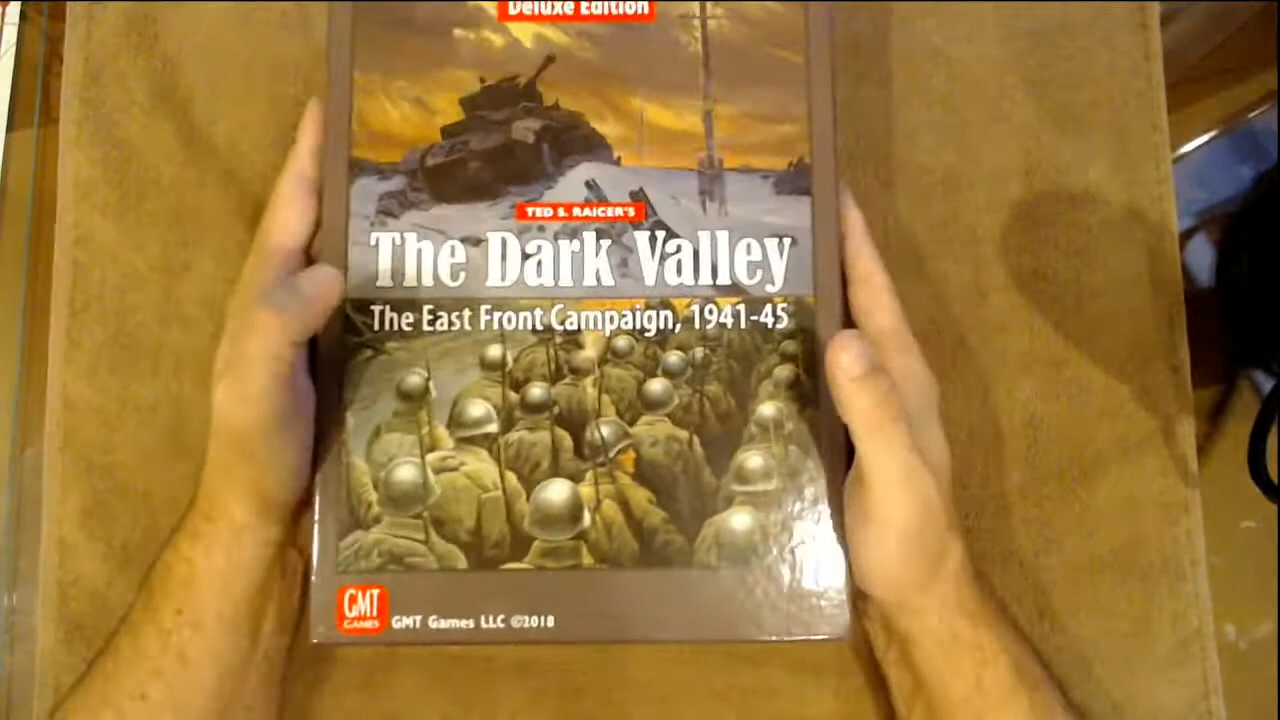 Deluxe Edition
TED S. RAICER'S
The Dark Valley
The East Front Campaign, 1941-45
GMT
GAMES
GMT Games LLC ©2018